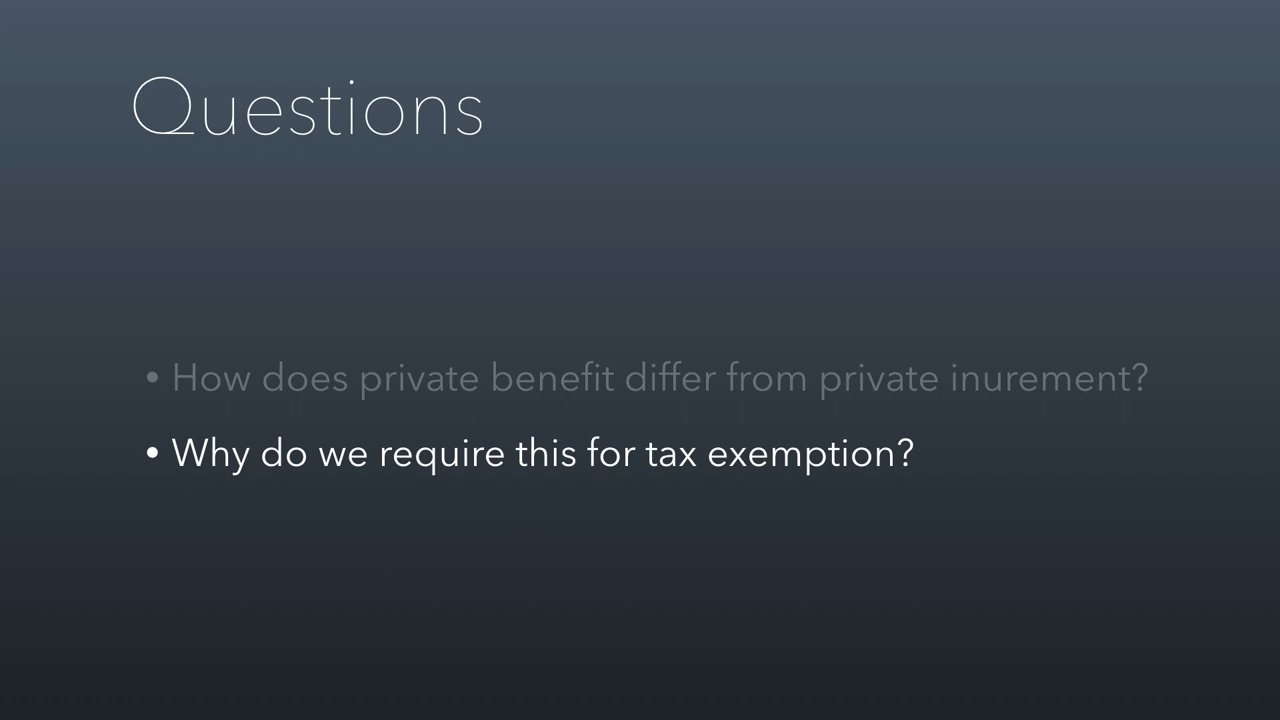 Questions
• How does private benefit differ from private inurement?
• Why do we require this for tax exemption?